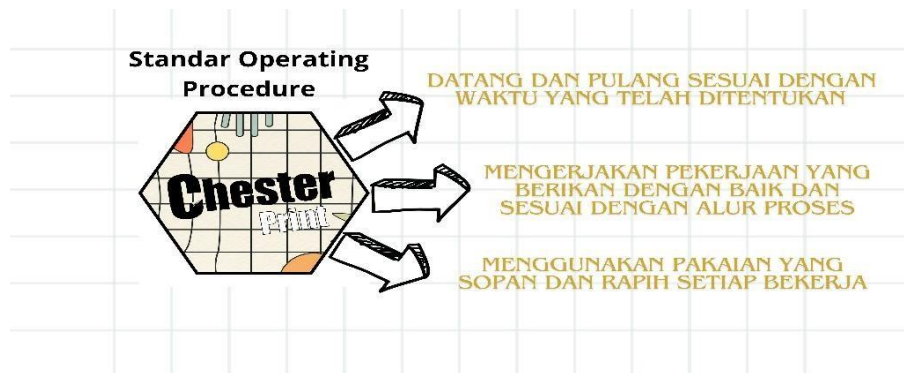 Standar Operating
Procedure
Chester
Print
DATANG DAN PULANG SESUAI DENGAN
WAKTU YANG TELAH DITENTUKAN
MENGERJAKAN PEKERJAAN YANG
BERIKAN DENGAN BAIK DAN
SESUAI DENGAN ALUR PROSES
MENGGUNAKAN PAKAIAN YANG
SOPAN DAN RAPIH SETIAP BEKERJA